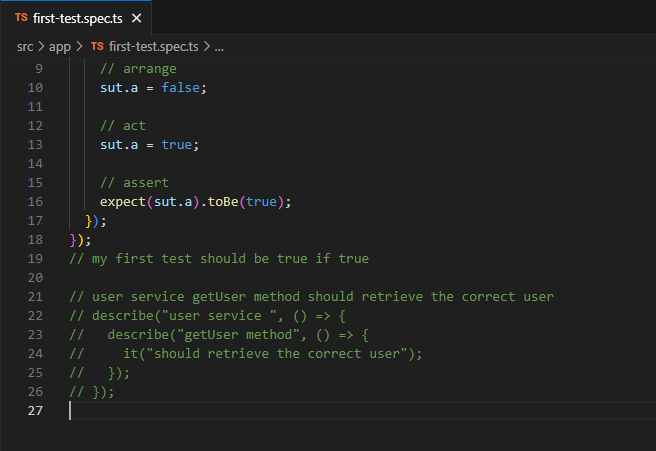 TS first-test.spec.ts ×
src > app > TS first-test.spec.ts > ...
9 // arrange
10 sut.a = false;
11
12 // act
13 sut.a = true;
14
15 // assert
16 expect(sut.a).toBe(true);
17 });
18 });
19 // my first test should be true if true
20
21 // user service getUser method should retrieve the correct user
22 // describe("user service ", () => {
23 //   describe("getUser method", () => {
24 //     it("should retrieve the correct user");
25 //   });
26 // });
27